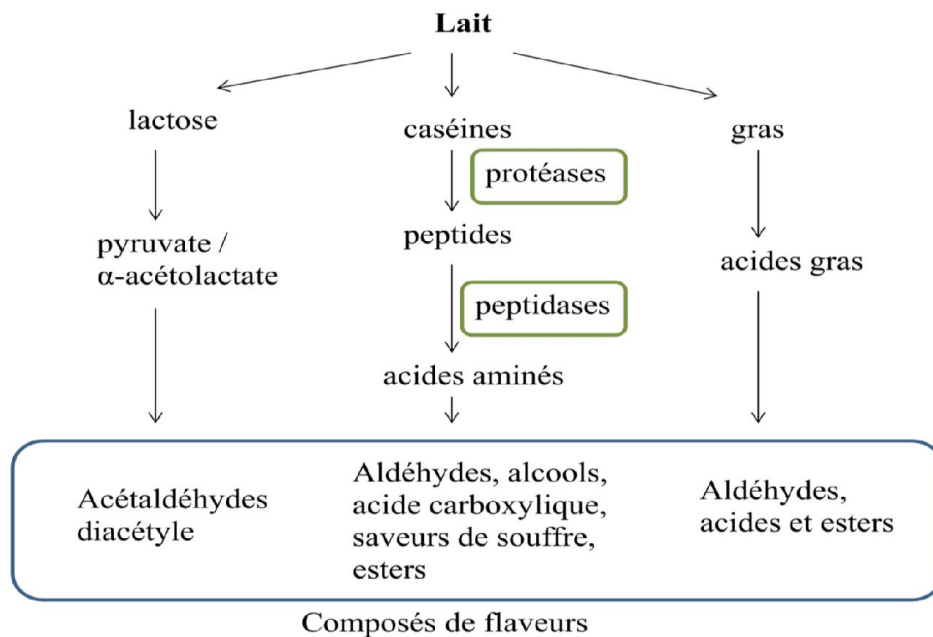 Lait
lactose
caséines
gras
protéases
pyruvate /
α-acétolactate
peptides
acides gras
peptidases
acides aminés
Acétaldéhydes
diacétyle
Aldéhydes, alcools,
acide carboxylique,
saveurs de souffre,
esters
Aldéhydes,
acides et esters
Composés de flaveurs